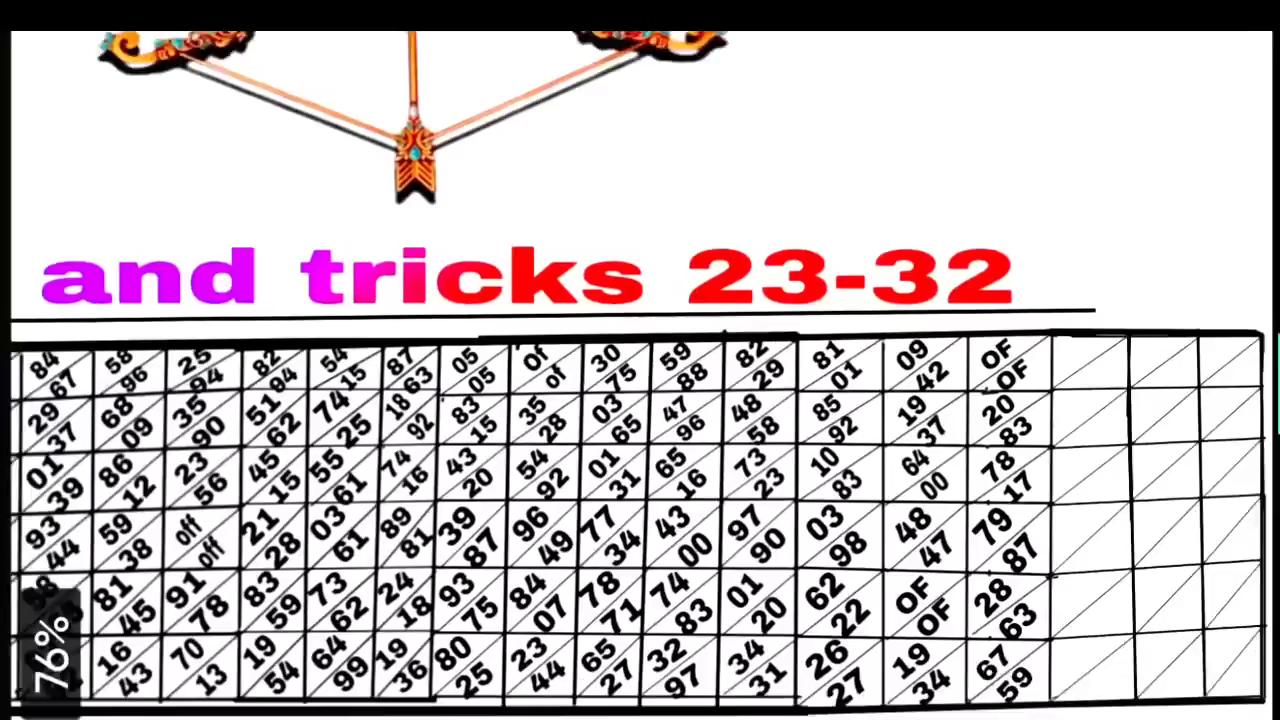 and tricks 23-32
84 58 25 82 54 87 05 Of 30 59 82 81 09 OF
67 96 94 94 15 63 05 of 75 88 29 01 42 OF
29 68 35 51 74 18 83 35 03 47 48 85 19 20
37 09 90 62 25 92 15 28 65 96 58 92 37 83
01 86 23 45 55 74 43 54 01 65 73 10 64 78
39 12 56 15 61 16 20 92 31 16 23 83 00 17
93 59 off 21 03 89 39 96 77 43 97 03 48 79
44 38 off 28 61 81 87 49 34 00 90 98 47 87
81 91 83 73 24 93 84 78 74 01 62 OF 28
45 78 59 62 18 75 07 71 83 20 22 OF 63
16 70 19 64 19 80 23 65 32 34 26 19 67
43 13 54 99 36 25 44 27 97 31 27 34 59
76%